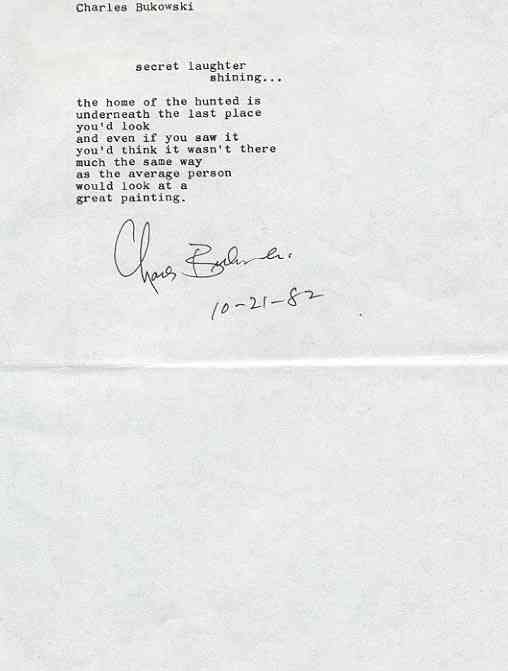 Charles Bukowski
secret laughter
shining...
the home of the hunted is
underneath the last place
you'd look
and even if you saw it
you'd think it wasn't there
much the same way
as the average person
would look at a
great painting.
Charles Bukowski
10-21-82